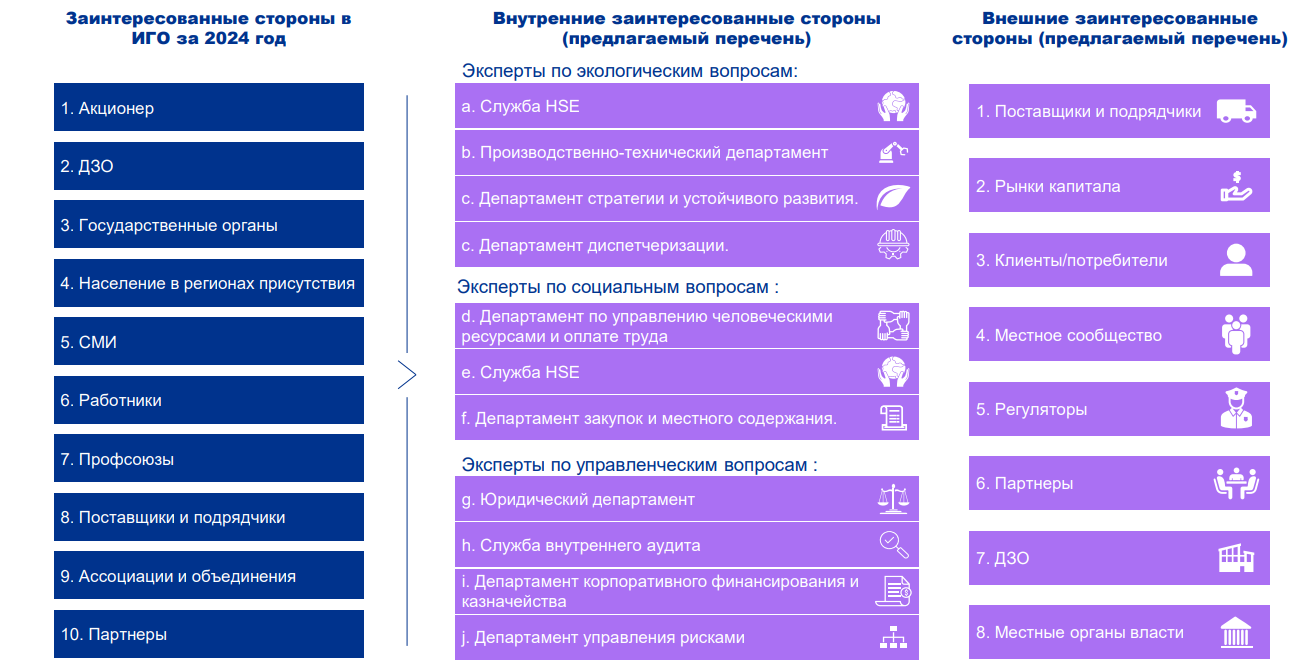 Заинтересованные стороны в
ИГО за 2024 год
1. Акционер
2. ДЗО
3. Государственные органы
4. Население в регионах присутствия
5. СМИ
6. Работники
7. Профсоюзы
8. Поставщики и подрядчики
9. Ассоциации и объединения
10. Партнеры
Внутренние заинтересованные стороны
(предлагаемый перечень)
Эксперты по экологическим вопросам:
a. Служба HSE
b. Производственно-технический департамент
c. Департамент стратегии и устойчивого развития.
c. Департамент диспетчеризации.
Эксперты по социальным вопросам :
d. Департамент по управлению человеческими
ресурсами и оплате труда
e. Служба HSE
f. Департамент закупок и местного содержания.
Эксперты по управленческим вопросам :
g. Юридический департамент
h. Служба внутреннего аудита
i. Департамент корпоративного финансирования и
казначейства
j. Департамент управления рисками
Внешние заинтересованные
стороны (предлагаемый перечень)
1. Поставщики и подрядчики
2. Рынки капитала
$
3. Клиенты/потребители
4. Местное сообщество
5. Регуляторы
6. Партнеры
7. ДЗО
8. Местные органы власти